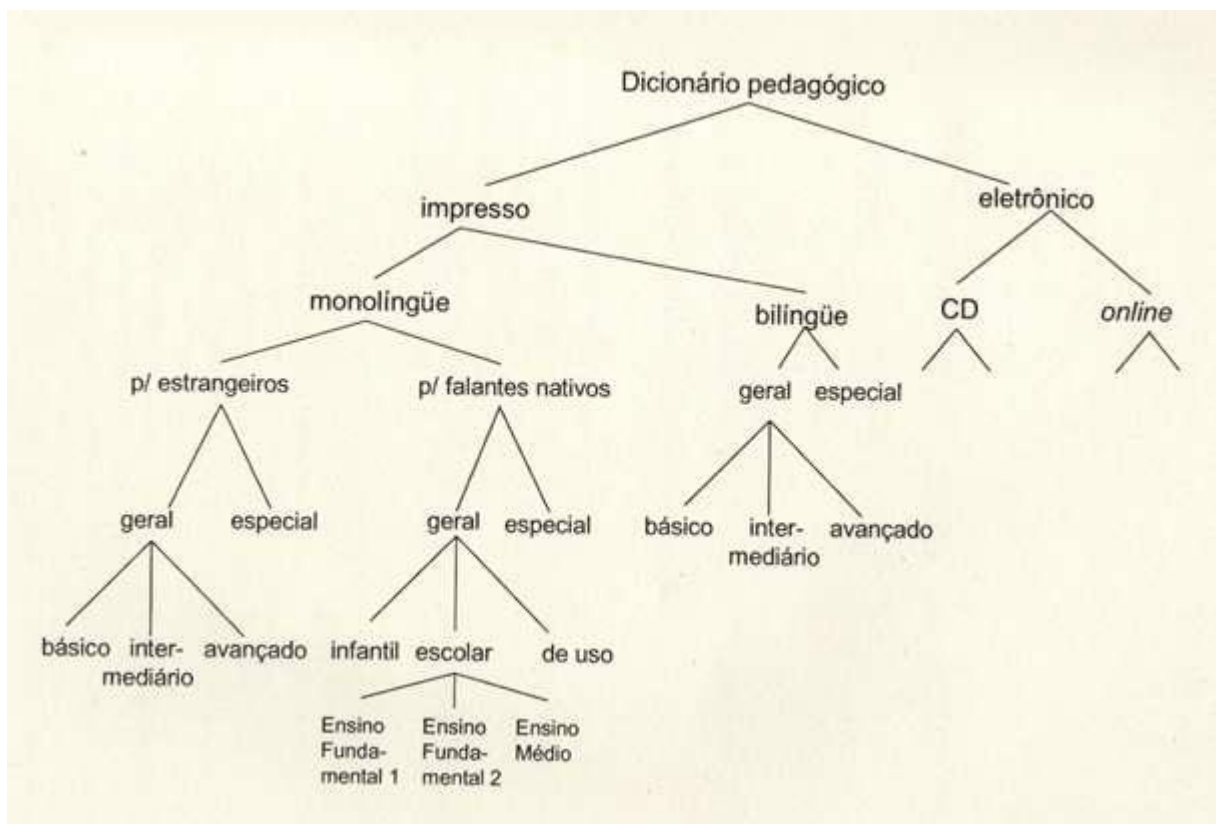 Dicionário pedagógico
impresso
eletrônico
monolíngüe
bilíngüe
CD
online
p/ estrangeiros
p/ falantes nativos
geral
especial
geral
especial
geral
especial
básico
inter-
mediário
avançado
básico
inter-
mediário
avançado
infantil
escolar
de uso
Ensino
Funda-
mental 1
Ensino
Funda-
mental 2
Ensino
Médio